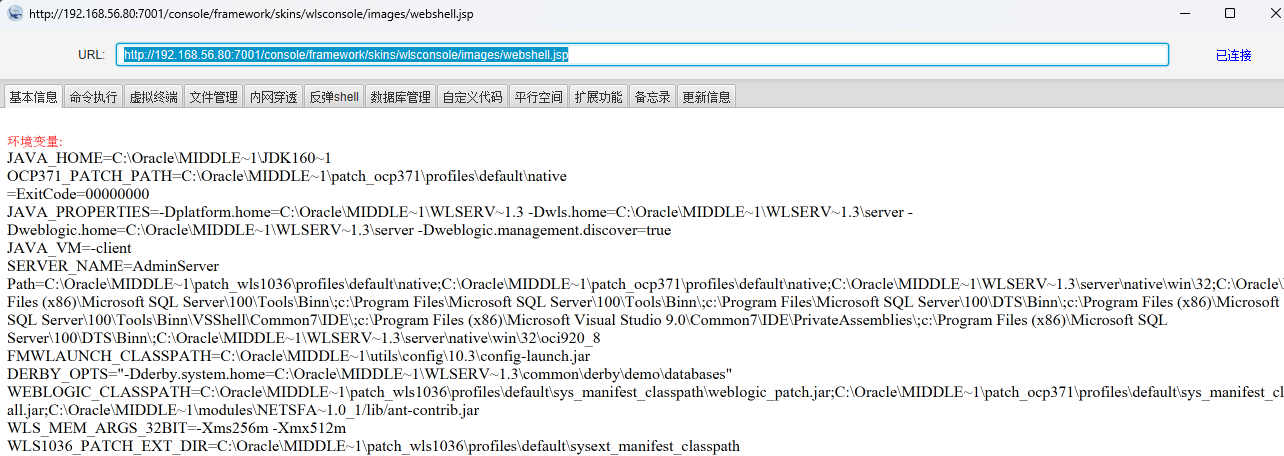 http://192.168.56.80:7001/console/framework/skins/wlsconsole/images/webshell.jsp
URL: http://192.168.56.80:7001/console/framework/skins/wlsconsole/images/webshell.jsp 已连接
基本信息 命令执行 虚拟终端 文件管理 内网穿透 反弹shell 数据库管理 自定义代码 平行空间 扩展功能 备忘录 更新信息
环境变量:
JAVA_HOME=C:\Oracle\MIDDLE~1\JDK160~1
OCP371_PATCH_PATH=C:\Oracle\MIDDLE~1\patch_ocp371\profiles\default\native
=ExitCode=00000000
JAVA_PROPERTIES=-Dplatform.home=C:\Oracle\MIDDLE~1\WLSERV~1.3 -Dwls.home=C:\Oracle\MIDDLE~1\WLSERV~1.3\server -
Dweblogic.home=C:\Oracle\MIDDLE~1\WLSERV~1.3\server -Dweblogic.management.discover=true
JAVA_VM=-client
SERVER_NAME=AdminServer
Path=C:\Oracle\MIDDLE~1\patch_wls1036\profiles\default\native;C:\Oracle\MIDDLE~1\patch_ocp371\profiles\default\native;C:\Oracle\MIDDLE~1\WLSERV~1.3\server\native\win\32;C:\Oracle\
Files (x86)\Microsoft SQL Server\100\Tools\Binn\;c:\Program Files\Microsoft SQL Server\100\Tools\Binn\;c:\Program Files\Microsoft SQL Server\100\DTS\Binn\;c:\Program Files (x86)\Microsoft
SQL Server\100\Tools\Binn\VSShell\Common7\IDE\;c:\Program Files (x86)\Microsoft Visual Studio 9.0\Common7\IDE\PrivateAssemblies\;c:\Program Files (x86)\Microsoft SQL
Server\100\DTS\Binn\;C:\Oracle\MIDDLE~1\WLSERV~1.3\server\native\win\32\oci920_8
FMWLAUNCH_CLASSPATH=C:\Oracle\MIDDLE~1\utils\config\10.3\config-launch.jar
DERBY_OPTS="-Dderby.system.home=C:\Oracle\MIDDLE~1\WLSERV~1.3\common\derby\demo\databases"
WEBLOGIC_CLASSPATH=C:\Oracle\MIDDLE~1\patch_wls1036\profiles\default\sys_manifest_classpath\weblogic_patch.jar;C:\Oracle\MIDDLE~1\patch_ocp371\profiles\default\sys_manifest_cl
all.jar;C:\Oracle\MIDDLE~1\modules\NETSFA~1.0_1/lib/ant-contrib.jar
WLS_MEM_ARGS_32BIT=-Xms256m -Xmx512m
WLS1036_PATCH_EXT_DIR=C:\Oracle\MIDDLE~1\patch_wls1036\profiles\default\sysext_manifest_classpath